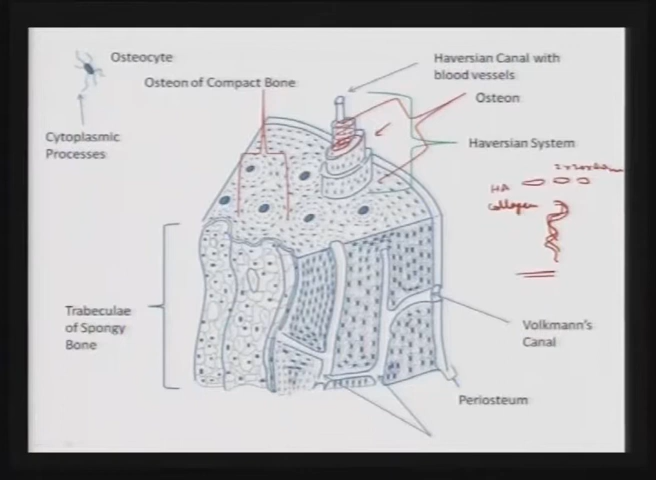 Osteocyte
Osteon of Compact Bone
Cytoplasmic
Processes
Haversian Canal with
blood vessels
Osteon
Haversian System
HA
collagen
Trabeculae
of Spongy
Bone
Volkmann's
Canal
Periosteum